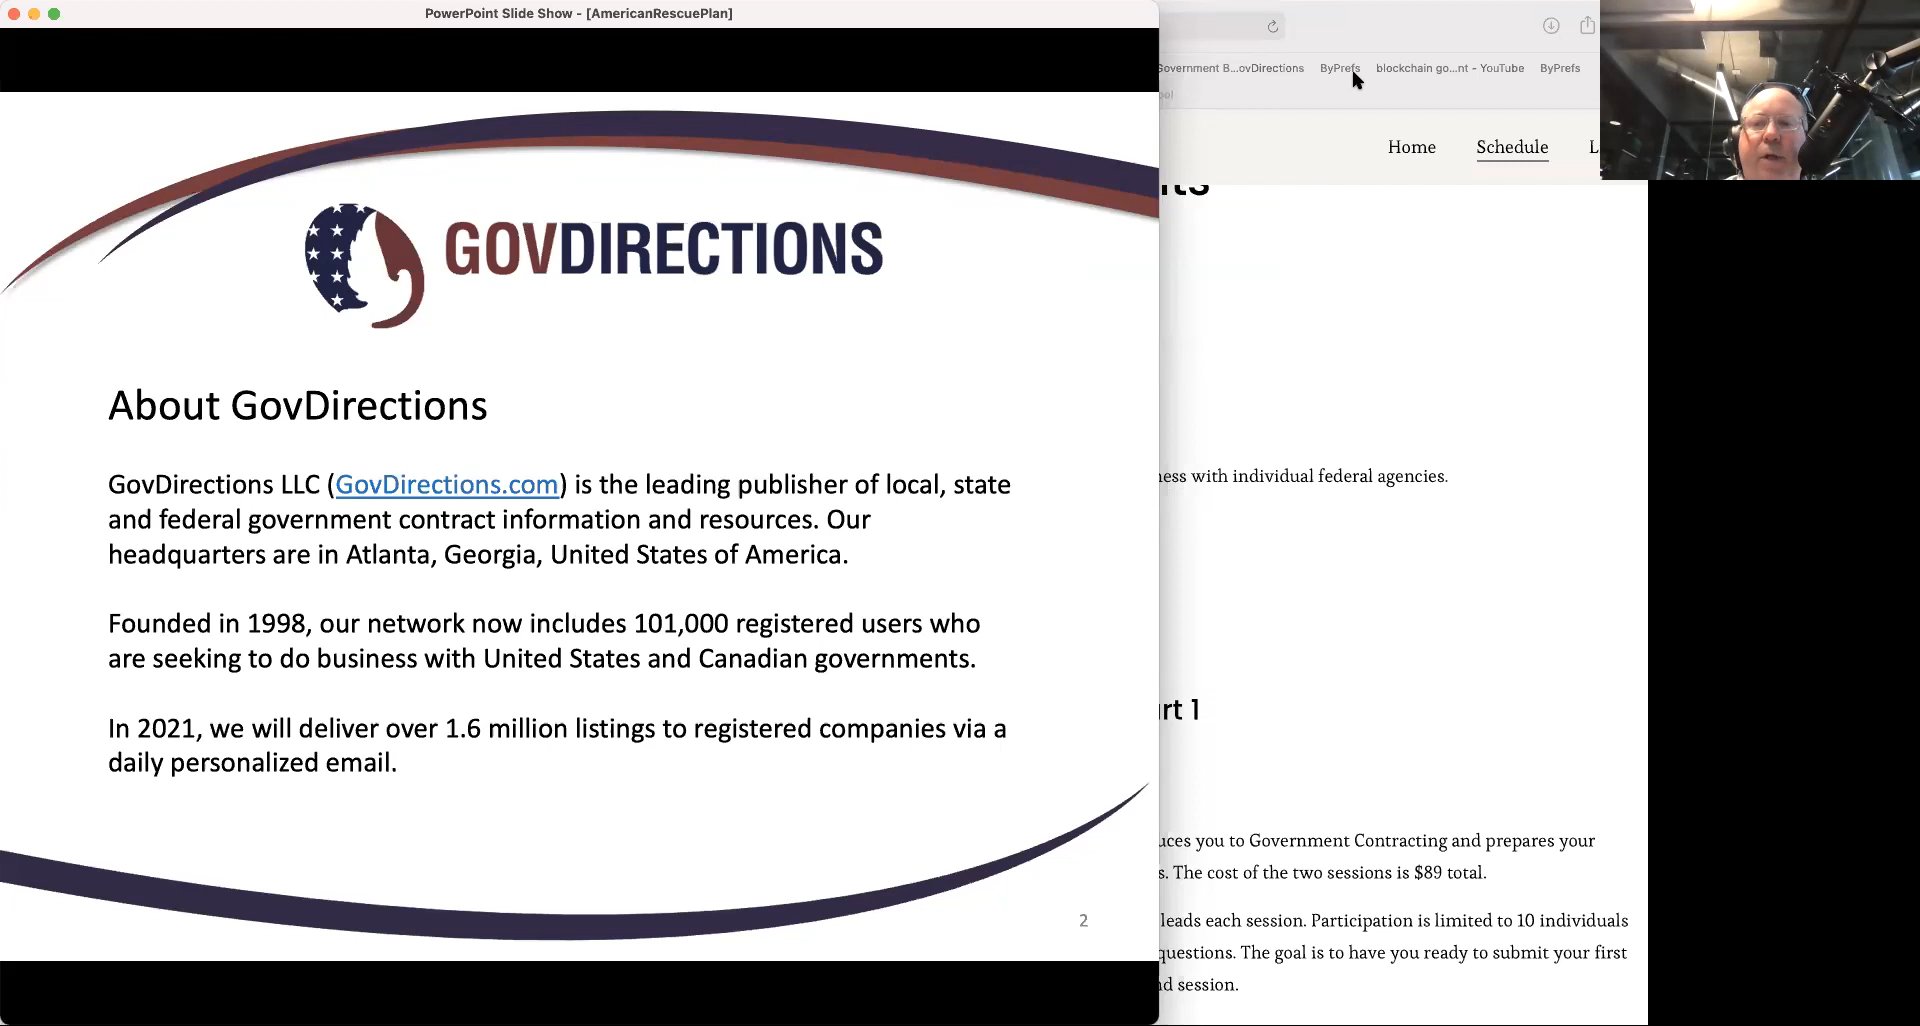 PowerPoint Slide Show - [AmericanRescuePlan]
GOVDIRECTIONS
About GovDirections
GovDirections LLC (GovDirections.com) is the leading publisher of local, state
and federal government contract information and resources. Our
headquarters are in Atlanta, Georgia, United States of America.
Founded in 1998, our network now includes 101,000 registered users who
are seeking to do business with United States and Canadian governments.
In 2021, we will deliver over 1.6 million listings to registered companies via a
daily personalized email.
2
Government B...ovDirections ByPrefs blockchain go...nt - YouTube ByPrefs
Home Schedule L
ness with individual federal agencies.
rt 1
uces you to Government Contracting and prepares your
s. The cost of the two sessions is $89 total.
leads each session. Participation is limited to 10 individuals
questions. The goal is to have you ready to submit your first
nd session.